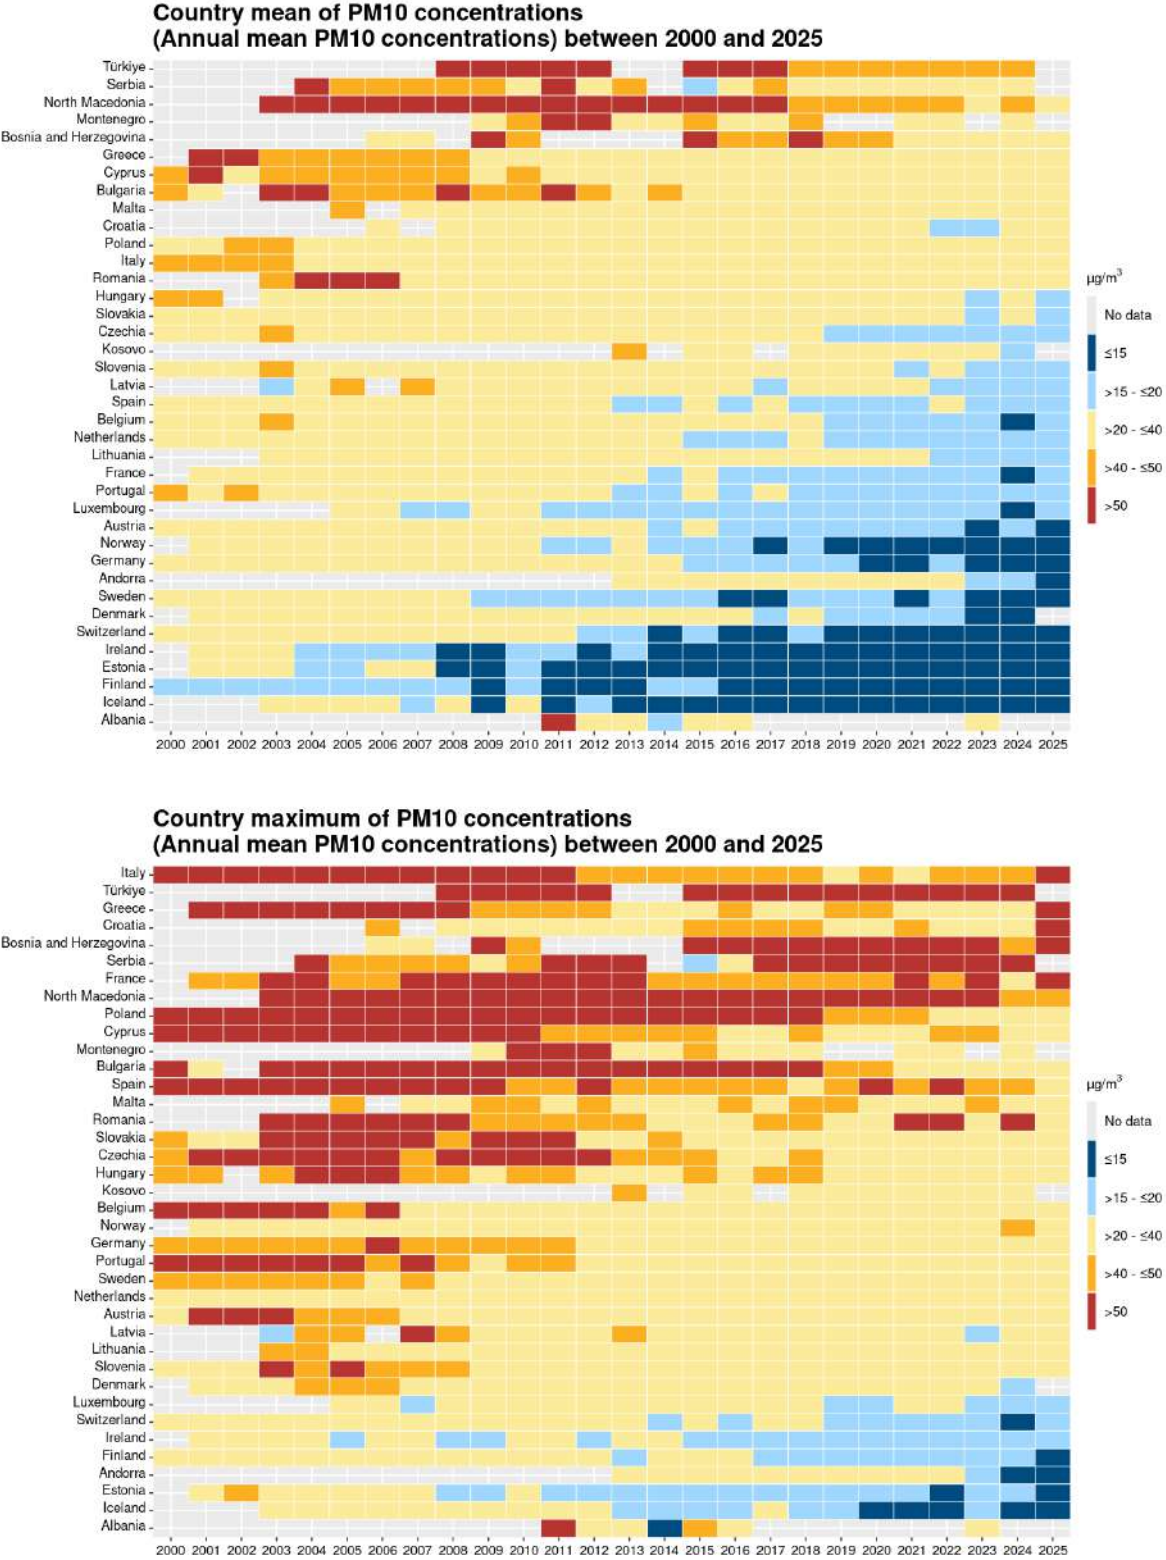 Country mean of PM10 concentrations
(Annual mean PM10 concentrations) between 2000 and 2025
Türkiye
Serbia
North Macedonia
Montenegro
Bosnia and Herzegovina
Greece
Cyprus
Bulgaria
Malta
Croatia
Poland
Italy
Romania
Hungary
Slovakia
Czechia
Kosovo
Slovenia
Latvia
Spain
Belgium
Netherlands
Lithuania
France
Portugal
Luxembourg
Austria
Norway
Germany
Andorra
Sweden
Denmark
Switzerland
Ireland
Estonia
Finland
Iceland
Albania
2000 2001 2002 2003 2004 2005 2006 2007 2008 2009 2010 2011 2012 2013 2014 2015 2016 2017 2018 2019 2020 2021 2022 2023 2024 2025
µg/m³
No data
≤15
>15 - ≤20
>20 - ≤40
>40 - ≤50
>50
Country maximum of PM10 concentrations
(Annual mean PM10 concentrations) between 2000 and 2025
Italy
Türkiye
Greece
Croatia
Bosnia and Herzegovina
Serbia
France
North Macedonia
Poland
Cyprus
Montenegro
Bulgaria
Spain
Malta
Romania
Slovakia
Czechia
Hungary
Kosovo
Belgium
Norway
Germany
Portugal
Sweden
Netherlands
Austria
Latvia
Lithuania
Slovenia
Denmark
Luxembourg
Switzerland
Ireland
Finland
Andorra
Estonia
Iceland
Albania
2000 2001 2002 2003 2004 2005 2006 2007 2008 2009 2010 2011 2012 2013 2014 2015 2016 2017 2018 2019 2020 2021 2022 2023 2024 2025
µg/m³
No data
≤15
>15 - ≤20
>20 - ≤40
>40 - ≤50
>50